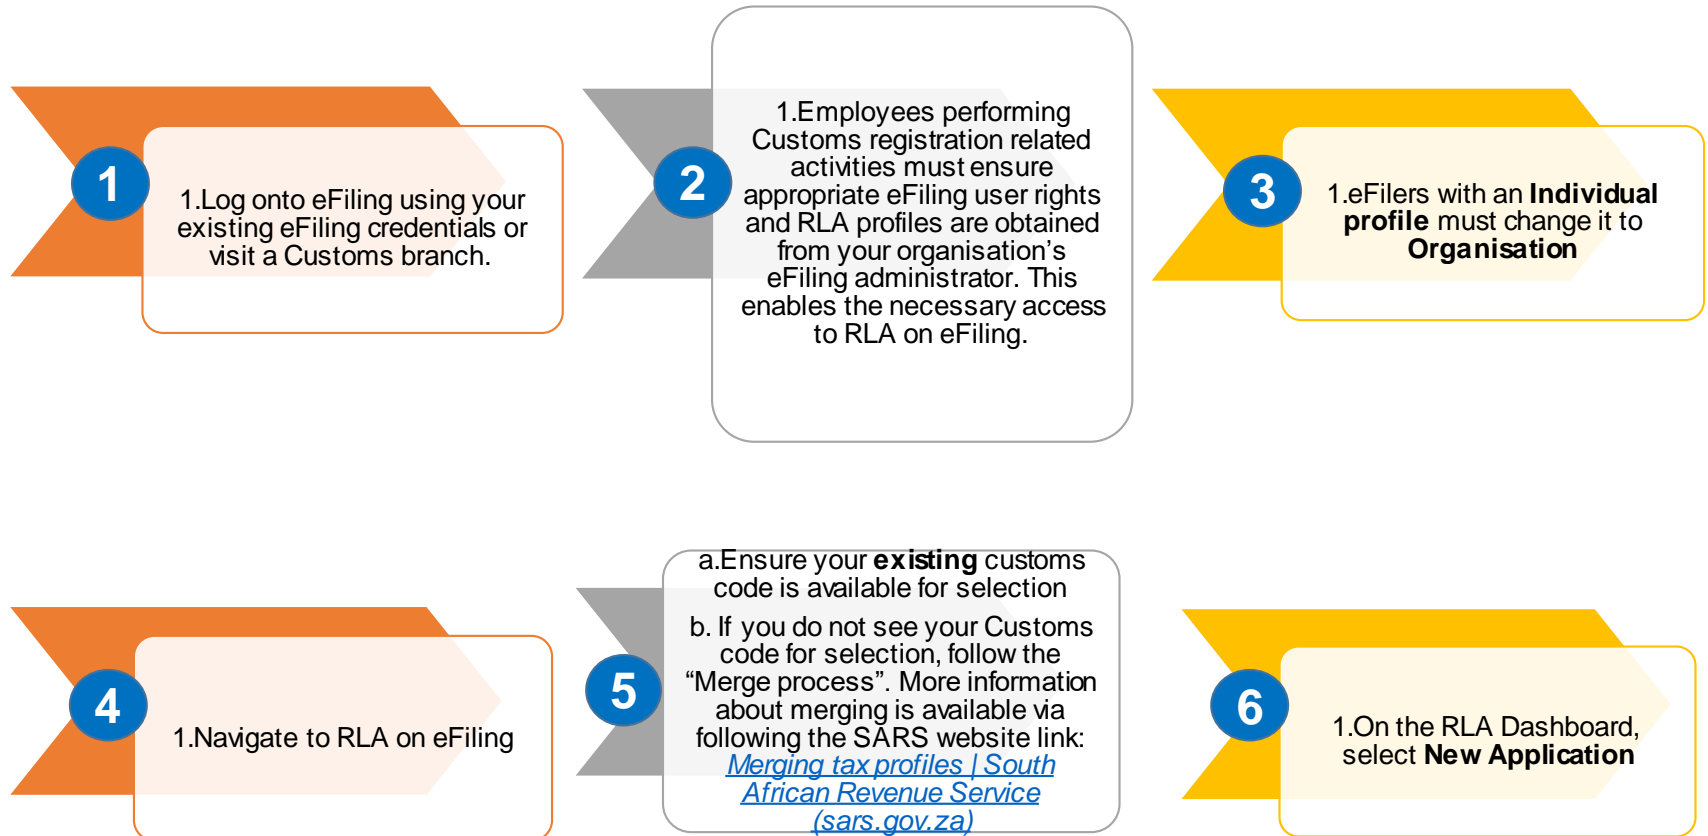 1
1.Log onto eFiling using your
existing eFiling credentials or
visit a Customs branch.
2
1.Employees performing
Customs registration related
activities must ensure
appropriate eFiling user rights
and RLA profiles are obtained
from your organisation’s
eFiling administrator. This
enables the necessary access
to RLA on eFiling.
3
1.eFilers with an Individual
profile must change it to
Organisation
4
1.Navigate to RLA on eFiling
5
a.Ensure your existing customs
code is available for selection
b. If you do not see your Customs
code for selection, follow the
“Merge process”. More information
about merging is available via
following the SARS website link:
Merging tax profiles | South
African Revenue Service
(sars.gov.za)
6
1.On the RLA Dashboard,
select New Application